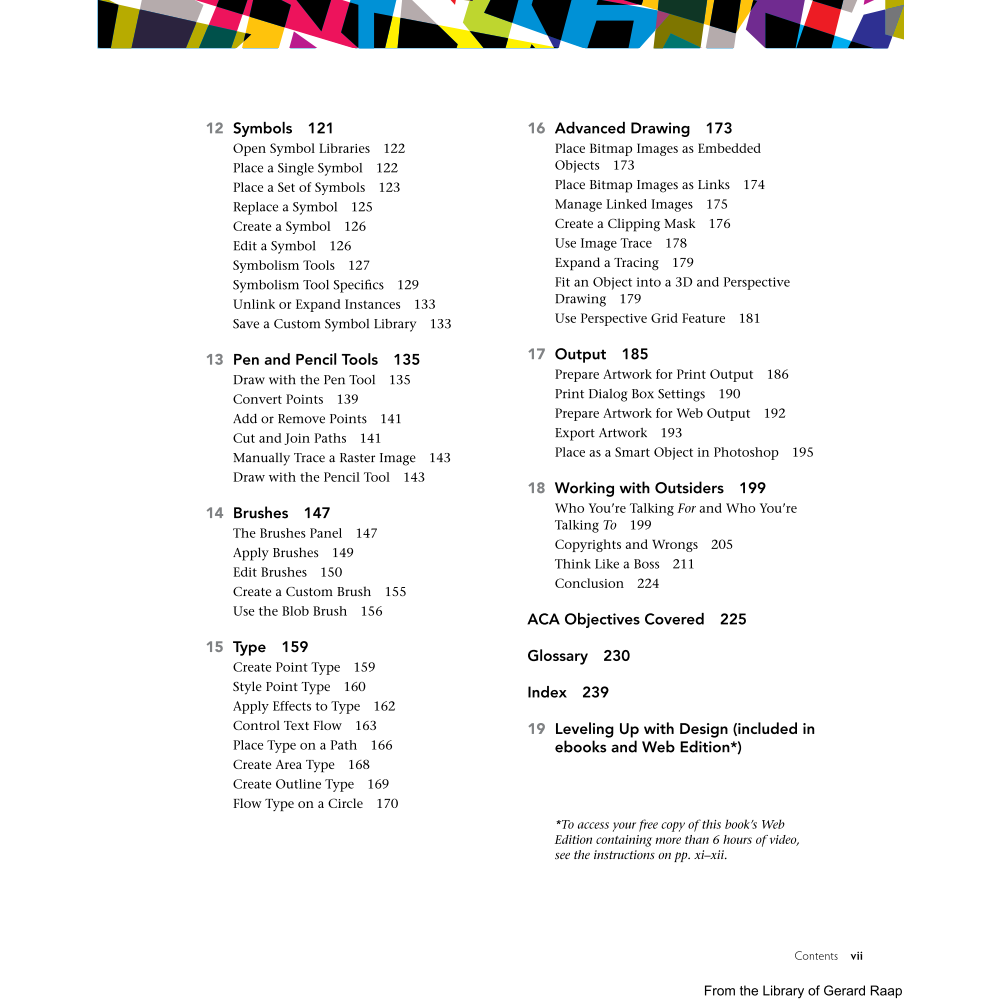 12 Symbols 121
Open Symbol Libraries 122
Place a Single Symbol 122
Place a Set of Symbols 123
Replace a Symbol 125
Create a Symbol 126
Edit a Symbol 126
Symbolism Tools 127
Symbolism Tool Specifics 129
Unlink or Expand Instances 133
Save a Custom Symbol Library 133
13 Pen and Pencil Tools 135
Draw with the Pen Tool 135
Convert Points 139
Add or Remove Points 141
Cut and Join Paths 141
Manually Trace a Raster Image 143
Draw with the Pencil Tool 143
14 Brushes 147
The Brushes Panel 147
Apply Brushes 149
Edit Brushes 150
Create a Custom Brush 155
Use the Blob Brush 156
15 Type 159
Create Point Type 159
Style Point Type 160
Apply Effects to Type 162
Control Text Flow 163
Place Type on a Path 166
Create Area Type 168
Create Outline Type 169
Flow Type on a Circle 170
16 Advanced Drawing 173
Place Bitmap Images as Embedded
Objects 173
Place Bitmap Images as Links 174
Manage Linked Images 175
Create a Clipping Mask 176
Use Image Trace 178
Expand a Tracing 179
Fit an Object into a 3D and Perspective
Drawing 179
Use Perspective Grid Feature 181
17 Output 185
Prepare Artwork for Print Output 186
Print Dialog Box Settings 190
Prepare Artwork for Web Output 192
Export Artwork 193
Place as a Smart Object in Photoshop 195
18 Working with Outsiders 199
Who You're Talking For and Who You're
Talking To 199
Copyrights and Wrongs 205
Think Like a Boss 211
Conclusion 224
ACA Objectives Covered 225
Glossary 230
Index 239
19 Leveling Up with Design (included in
ebooks and Web Edition*)
*To access your free copy of this book's Web
Edition containing more than 6 hours of video,
see the instructions on pp. xi–xii.
Contents vii
From the Library of Gerard Raap